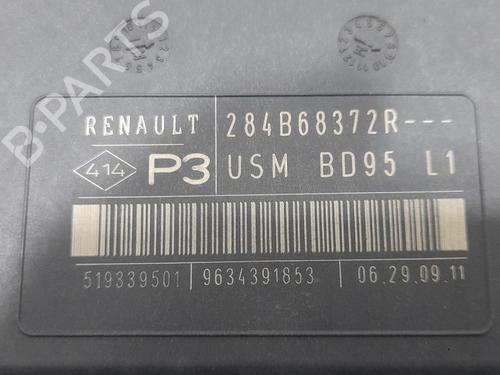 B-PARTS
RENAULT 284B68372R---
414 P3 USM BD95 L1
519339501 9634391853 06.29.09.11